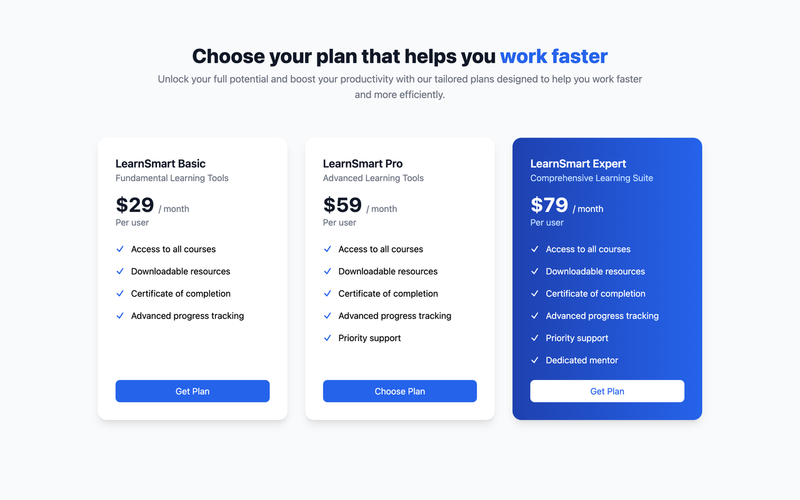 Choose your plan that helps you work faster
Unlock your full potential and boost your productivity with our tailored plans designed to help you work faster
and more efficiently.
LearnSmart Basic
Fundamental Learning Tools
$29 / month
Per user
Access to all courses
Downloadable resources
Certificate of completion
Advanced progress tracking
Get Plan
LearnSmart Pro
Advanced Learning Tools
$59 / month
Per user
Access to all courses
Downloadable resources
Certificate of completion
Advanced progress tracking
Priority support
Choose Plan
LearnSmart Expert
Comprehensive Learning Suite
$79 / month
Per user
Access to all courses
Downloadable resources
Certificate of completion
Advanced progress tracking
Priority support
Dedicated mentor
Get Plan